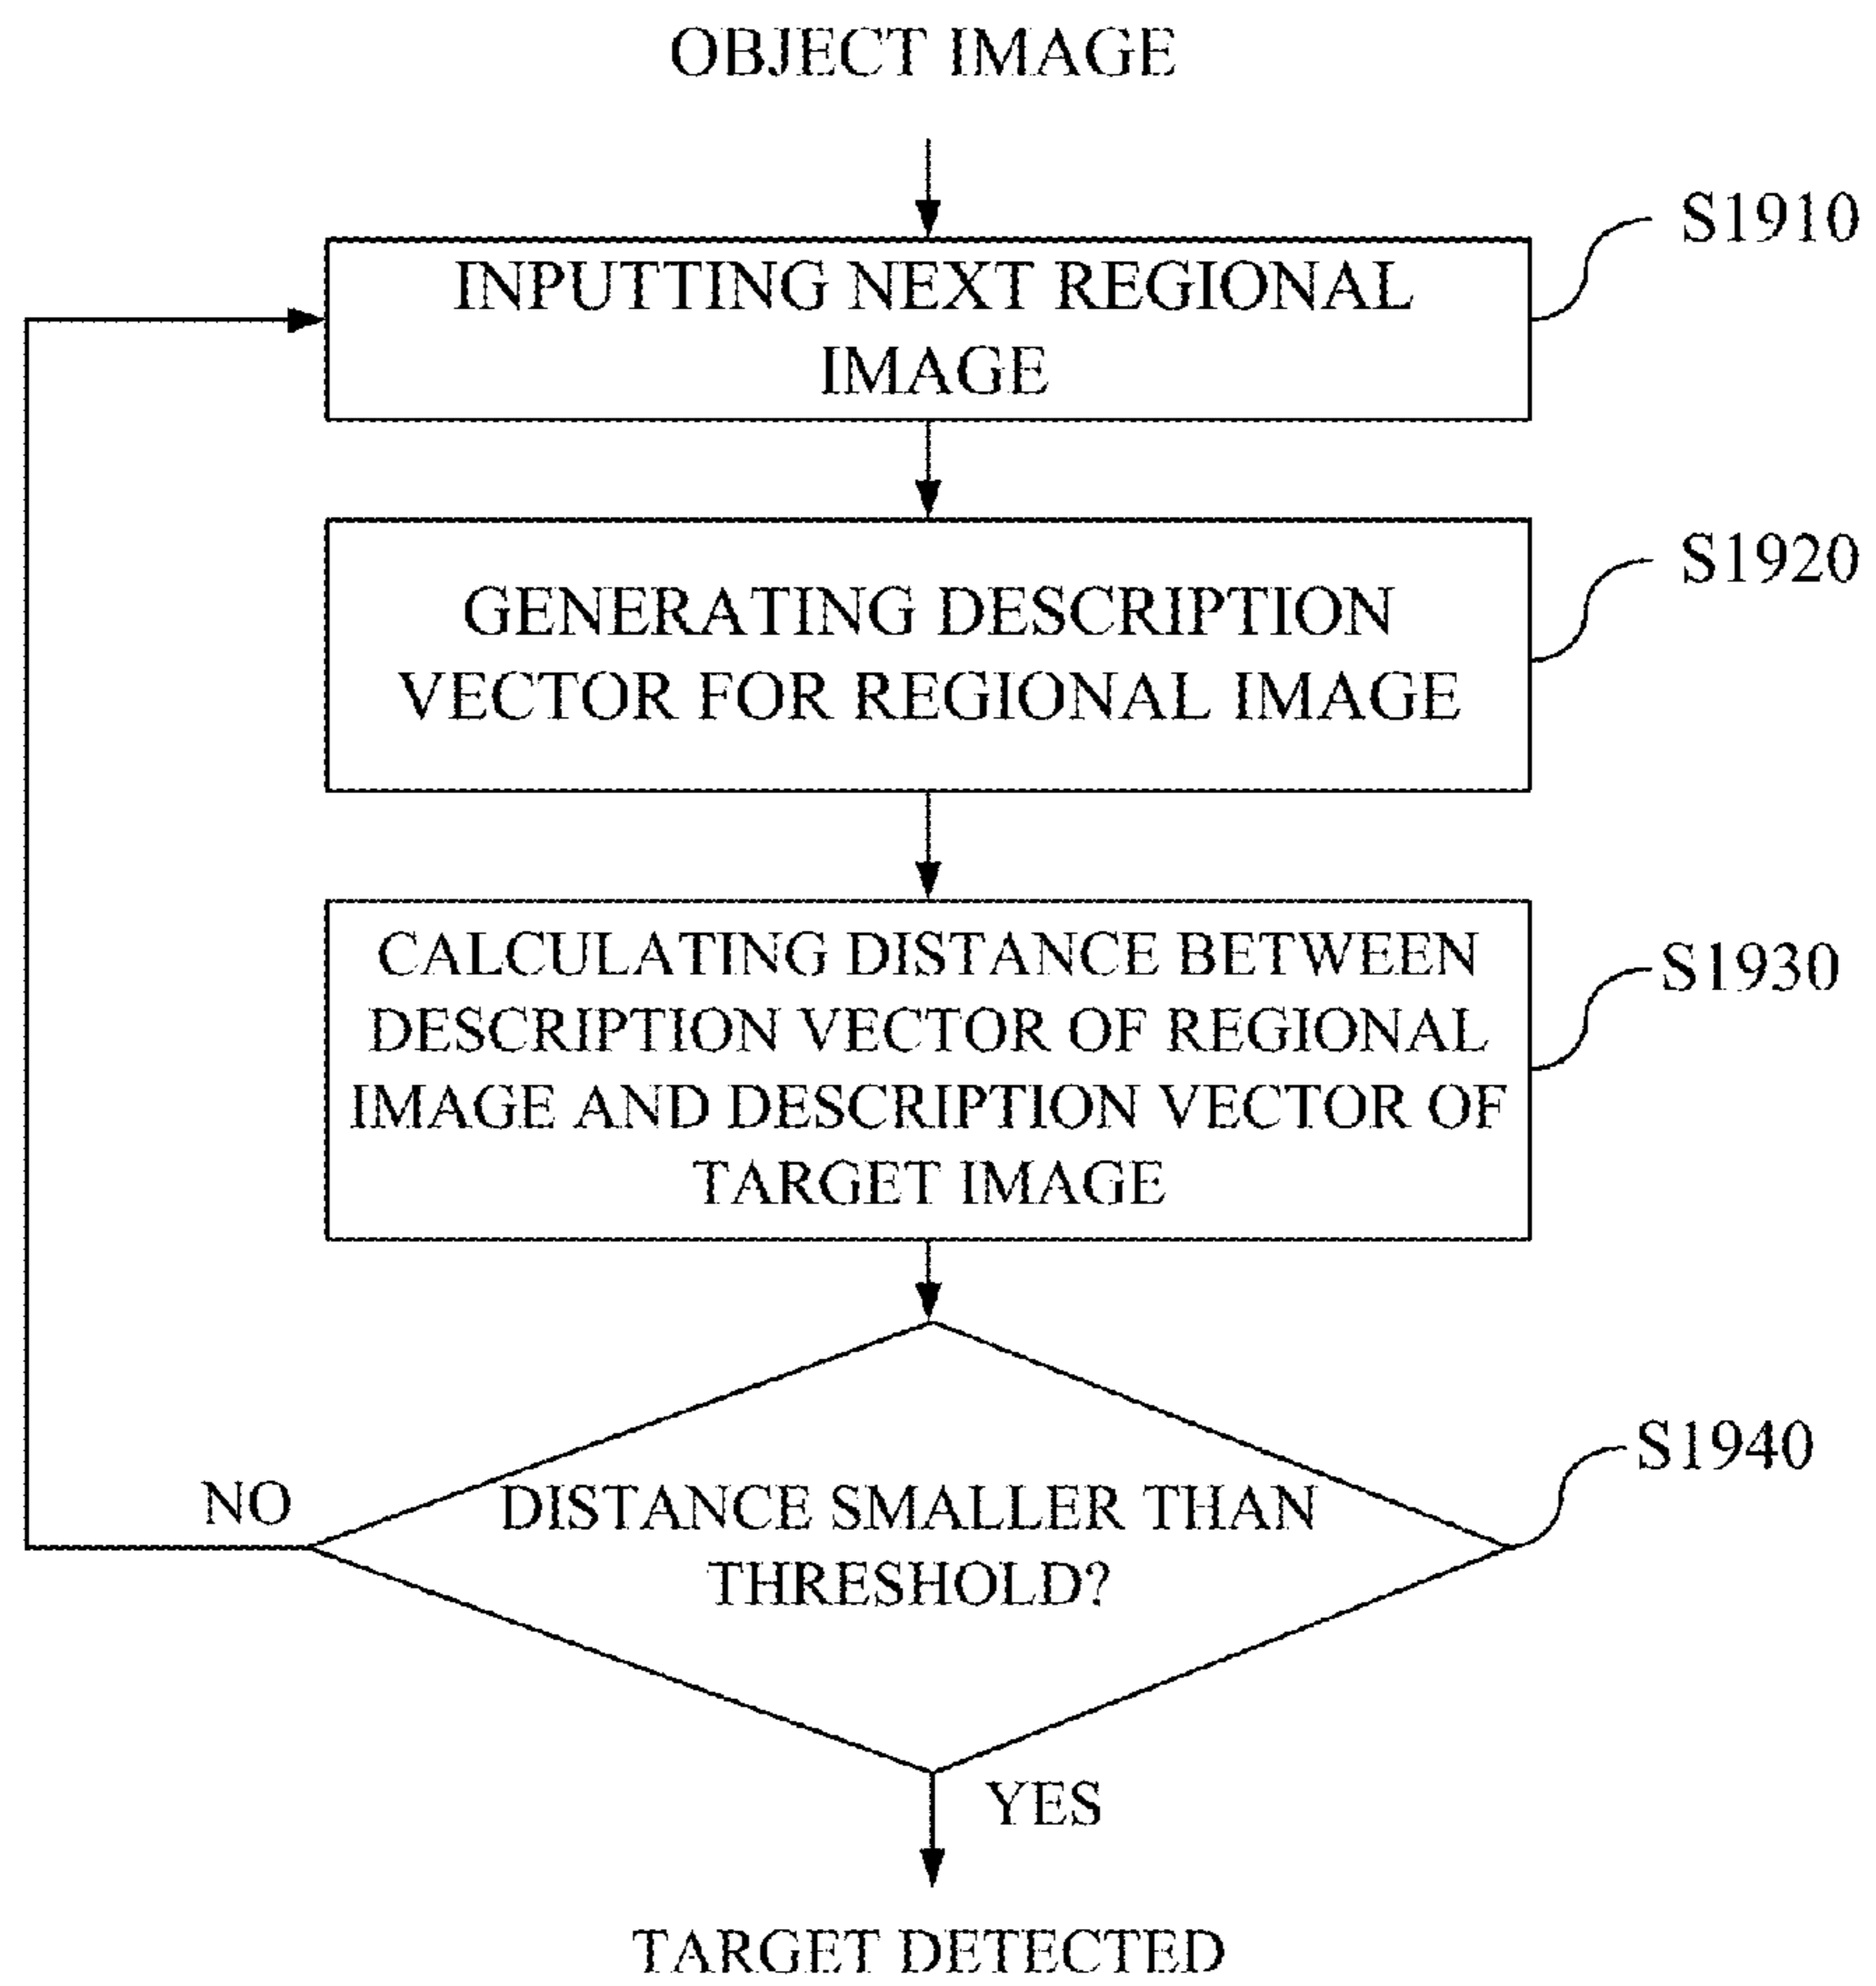 OBJECT IMAGE
S1910
INPUTTING NEXT REGIONAL
IMAGE
S1920
GENERATING DESCRIPTION
VECTOR FOR REGIONAL IMAGE
S1930
CALCULATING DISTANCE BETWEEN
DESCRIPTION VECTOR OF REGIONAL
IMAGE AND DESCRIPTION VECTOR OF
TARGET IMAGE
S1940
NO
DISTANCE SMALLER THAN
THRESHOLD?
YES
TARGET DETECTED